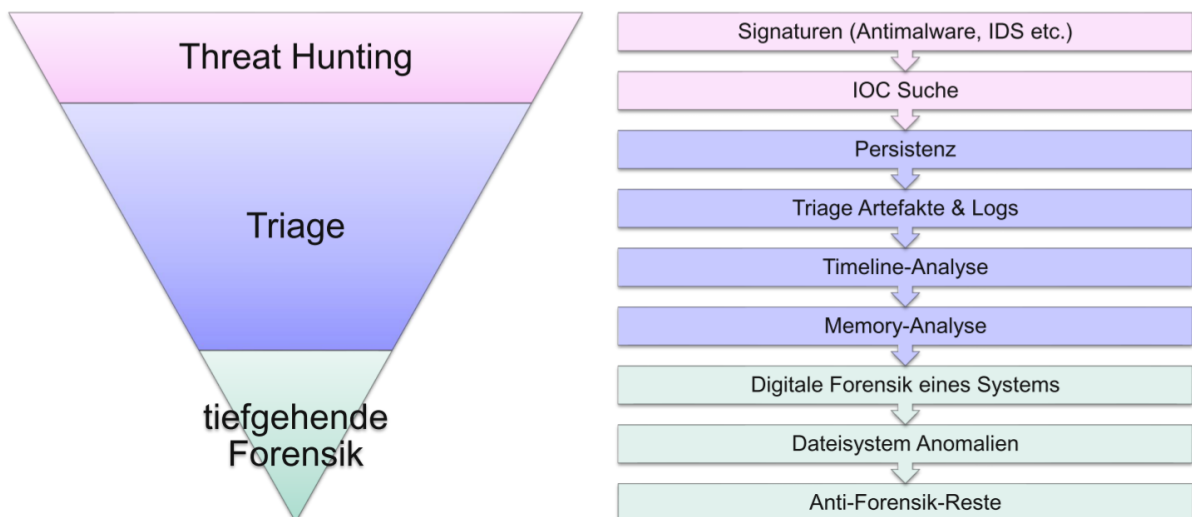 Threat Hunting
Triage
tiefgehende
Forensik
Signaturen (Antimalware, IDS etc.)
IOC Suche
Persistenz
Triage Artefakte & Logs
Timeline-Analyse
Memory-Analyse
Digitale Forensik eines Systems
Dateisystem Anomalien
Anti-Forensik-Reste